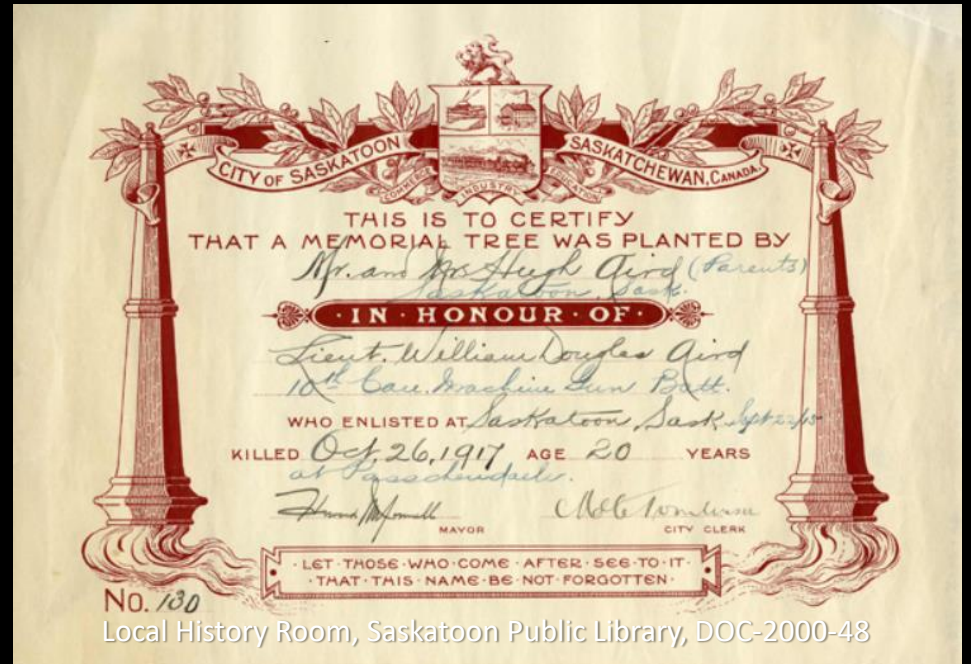 CITY OF SASKATOON
SASKATCHEWAN, CANADA.
COMMERCE INDUSTRY EDUCATION
THIS IS TO CERTIFY
THAT A MEMORIAL TREE WAS PLANTED BY
Mr. and Mrs Hugh Aird (Parents)
Saskatoon, Sask.
· IN · HONOUR · OF ·
Lieut. William Douglas Aird
10th Can. Machine Gun Batt.
WHO ENLISTED AT Saskatoon, Sask. Sept 22/15
KILLED Oct, 26, 1917 AGE 20 YEARS
at Passchendaele.
MAYOR
CITY CLERK
· LET · THOSE · WHO · COME · AFTER · SEE · TO · IT ·
· THAT · THIS · NAME · BE · NOT · FORGOTTEN ·
No. 130
Local History Room, Saskatoon Public Library, DOC-2000-48